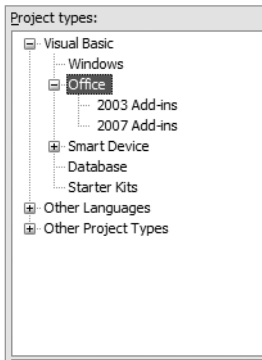 Project types:
Visual Basic
Windows
Office
2003 Add-ins
2007 Add-ins
Smart Device
Database
Starter Kits
Other Languages
Other Project Types